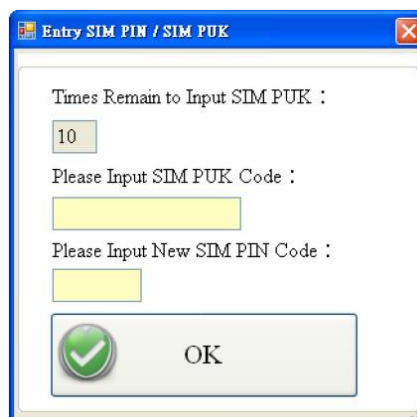 Entry SIM PIN / SIM PUK
Times Remain to Input SIM PUK：
10
Please Input SIM PUK Code：
Please Input New SIM PIN Code：
OK